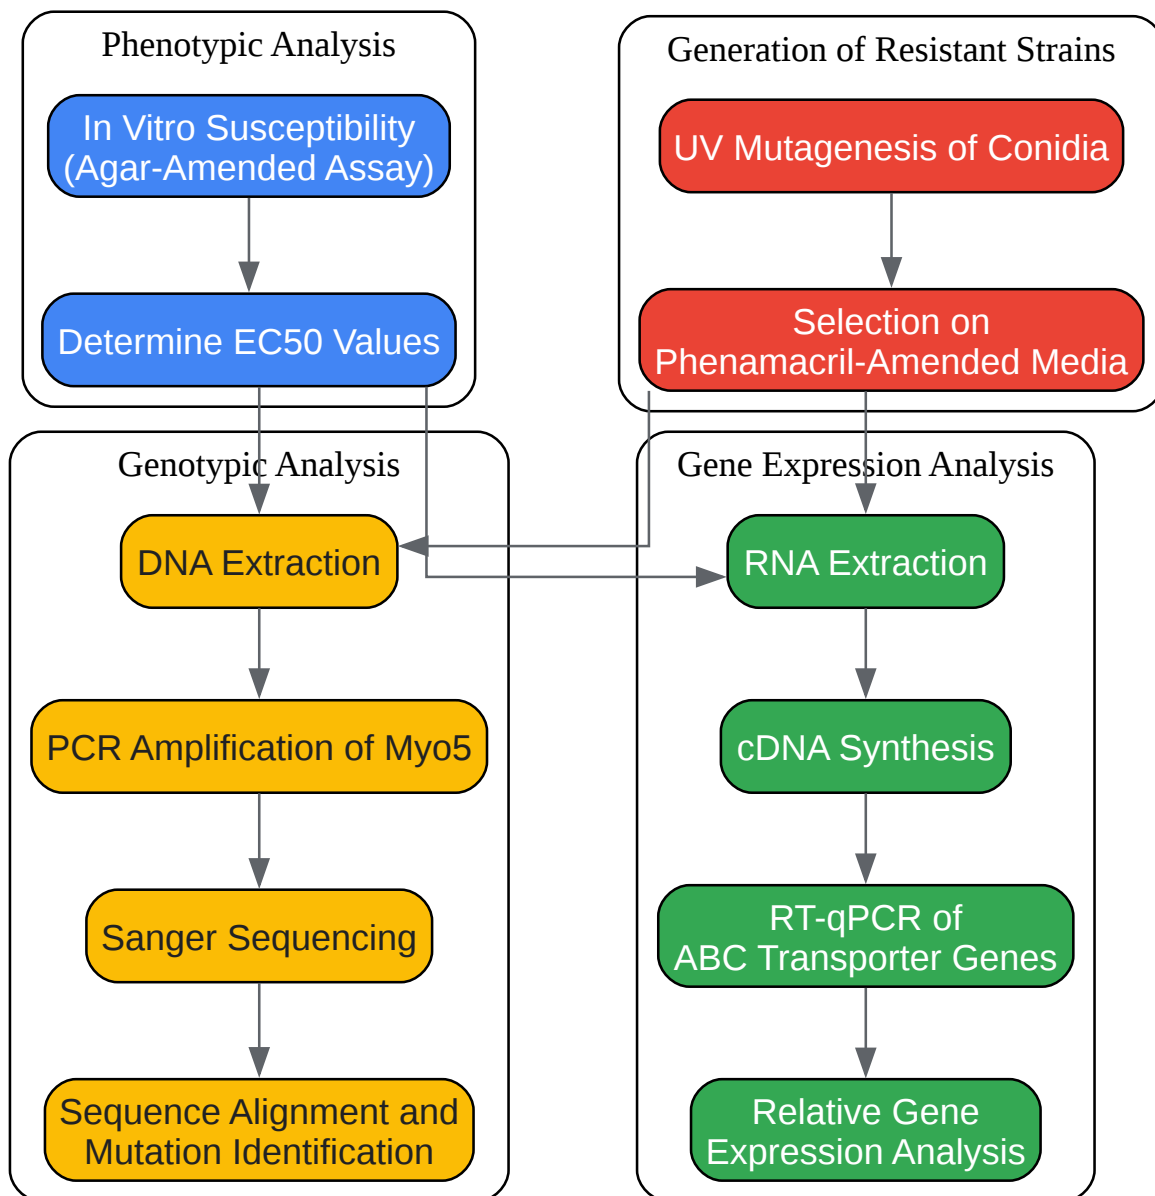 Phenotypic Analysis
In Vitro Susceptibility
(Agar-Amended Assay)
Determine EC50 Values
Generation of Resistant Strains
UV Mutagenesis of Conidia
Selection on
Phenamacril-Amended Media
Genotypic Analysis
DNA Extraction
PCR Amplification of Myo5
Sanger Sequencing
Sequence Alignment and
Mutation Identification
Gene Expression Analysis
RNA Extraction
cDNA Synthesis
RT-qPCR of
ABC Transporter Genes
Relative Gene
Expression Analysis